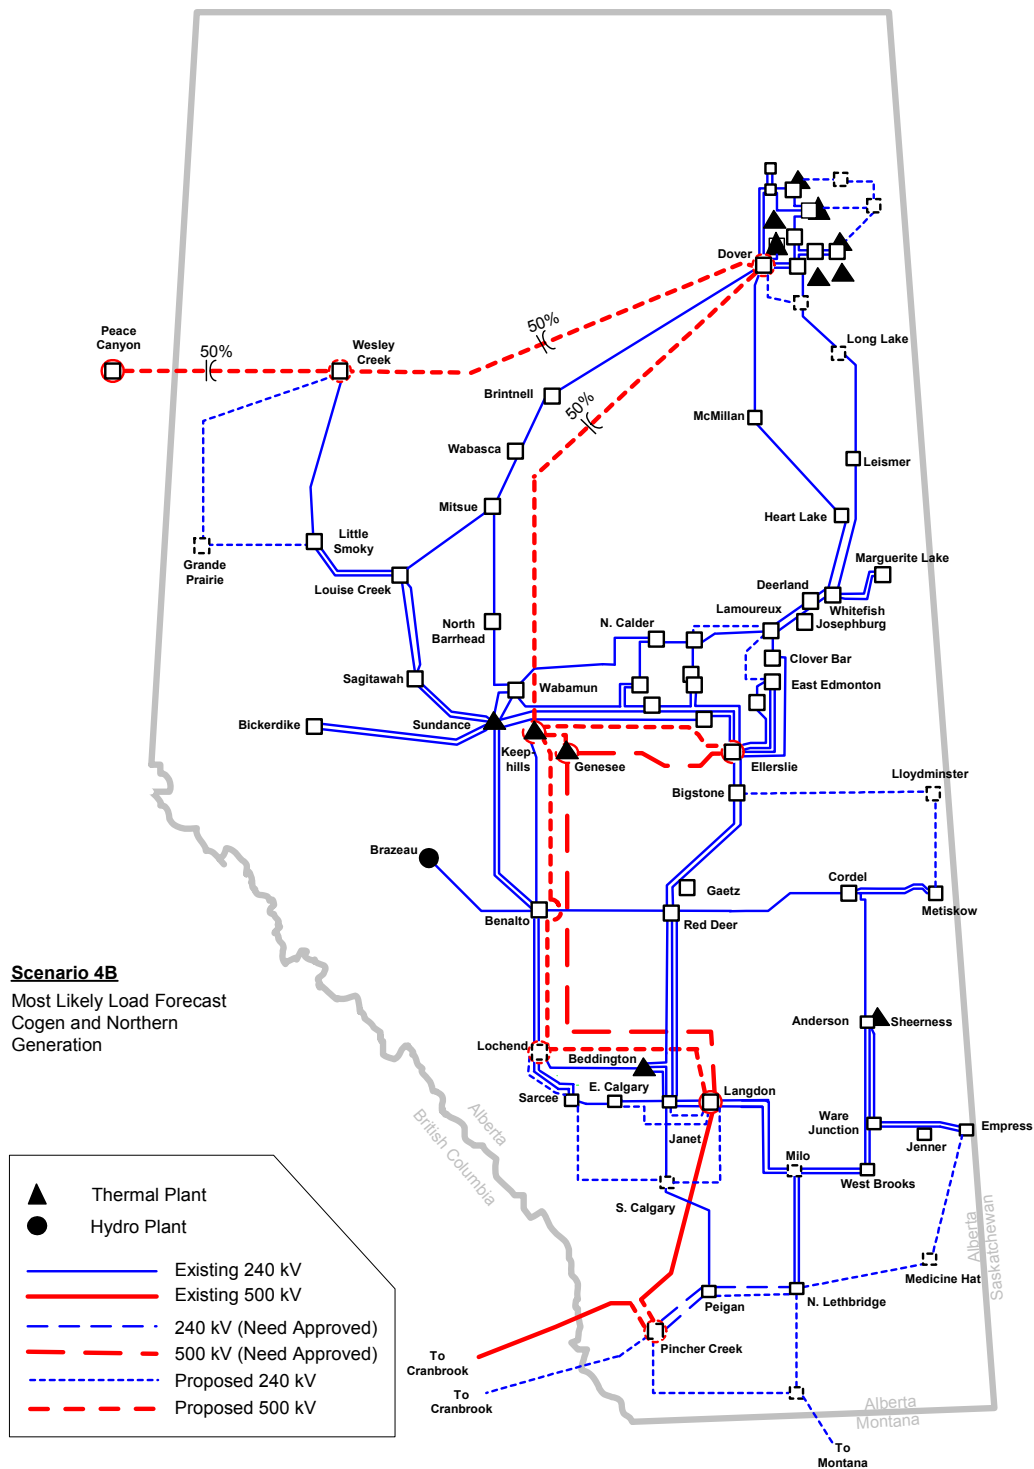 Dover
Peace
Canyon
50%
Wesley
Creek
50%
Long Lake
Brintnell
50%
McMillan
Wabasca
Leismer
Mitsue
Heart Lake
Little
Smoky
Grande
Prairie
Louise Creek
Marguerite Lake
Deerland
Lamoureux
Whitefish
Josephburg
North
Barrhead
N. Calder
Clover Bar
Sagitawah
Wabamun
East Edmonton
Bickerdike
Sundance
Keep-
hills
Genesee
Ellerslie
Lloydminster
Bigstone
Brazeau
Gaetz
Cordel
Metiskow
Benalto
Red Deer
Scenario 4B
Most Likely Load Forecast
Cogen and Northern
Generation
Anderson
Sheerness
Lochend
Beddington
E. Calgary
Langdon
Sarcee
Janet
Ware
Junction
Empress
Jenner
Alberta
British Columbia
Milo
West Brooks
S. Calgary
Alberta
Saskatchewan
Medicine Hat
Peigan
N. Lethbridge
Pincher Creek
To
Cranbrook
To
Cranbrook
Alberta
Montana
To
Montana
Thermal Plant
Hydro Plant
Existing 240 kV
Existing 500 kV
240 kV (Need Approved)
500 kV (Need Approved)
Proposed 240 kV
Proposed 500 kV